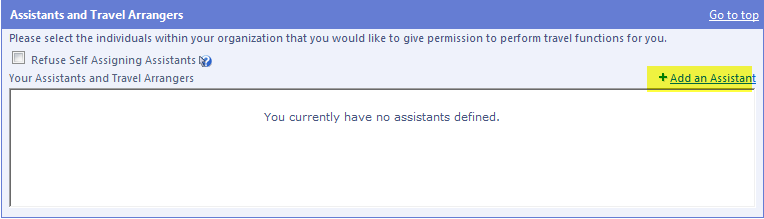 Assistants and Travel Arrangers Go to top
Please select the individuals within your organization that you would like to give permission to perform travel functions for you.
Refuse Self Assigning Assistants ?
Your Assistants and Travel Arrangers + Add an Assistant
You currently have no assistants defined.